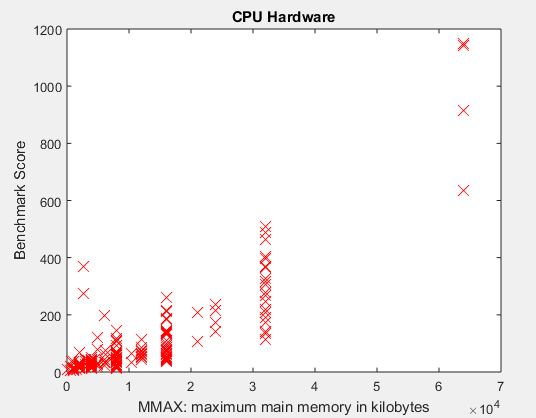 CPU Hardware
1200
1000
800
600
400
200
0
Benchmark Score
0 1 2 3 4 5 6 7
× 10^4
MMAX: maximum main memory in kilobytes